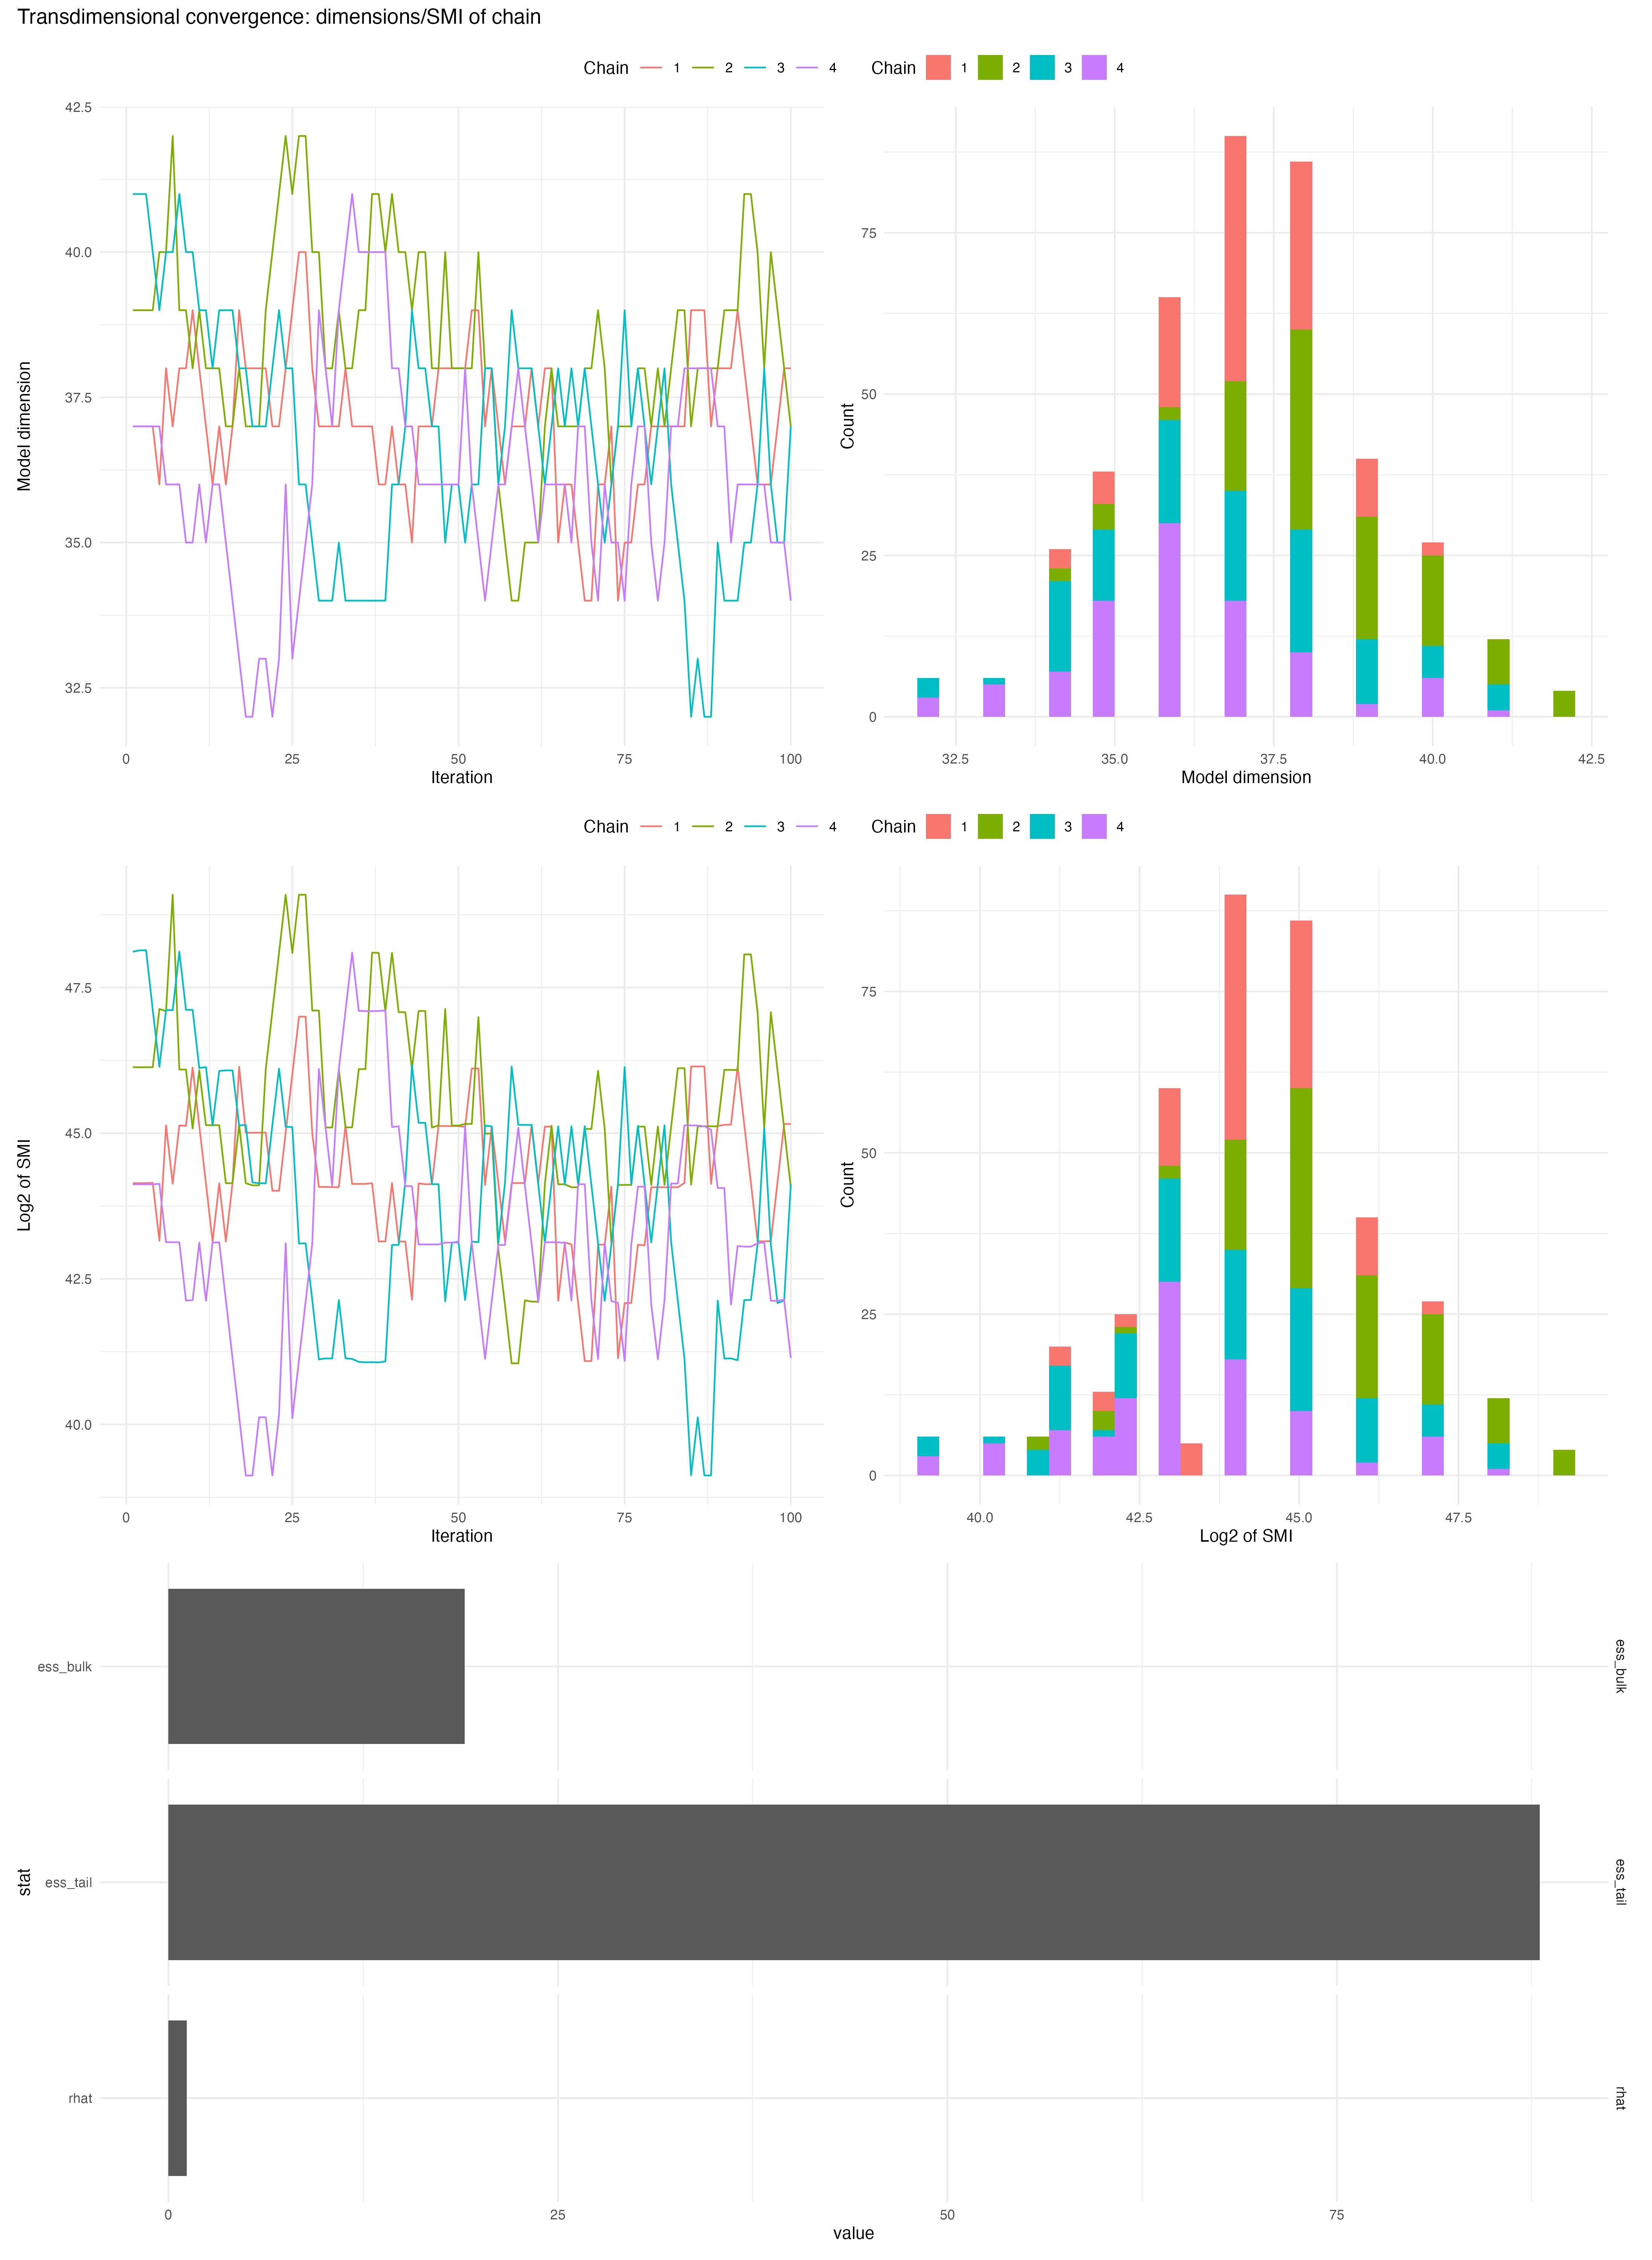 Transdimensional convergence: dimensions/SMI of chain
Chain 1 2 3 4 Chain 1 2 3 4
42.5
40.0
37.5
35.0
32.5
Model dimension
0 25 50 75 100
Iteration
75
50
25
0
Count
32.5 35.0 37.5 40.0 42.5
Model dimension
Chain 1 2 3 4 Chain 1 2 3 4
47.5
45.0
42.5
40.0
Log2 of SMI
0 25 50 75 100
Iteration
75
50
25
0
Count
40.0 42.5 45.0 47.5
Log2 of SMI
ess_bulk
ess_bulk
stat
ess_tail
ess_tail
rhat
rhat
0 25 50 75
value